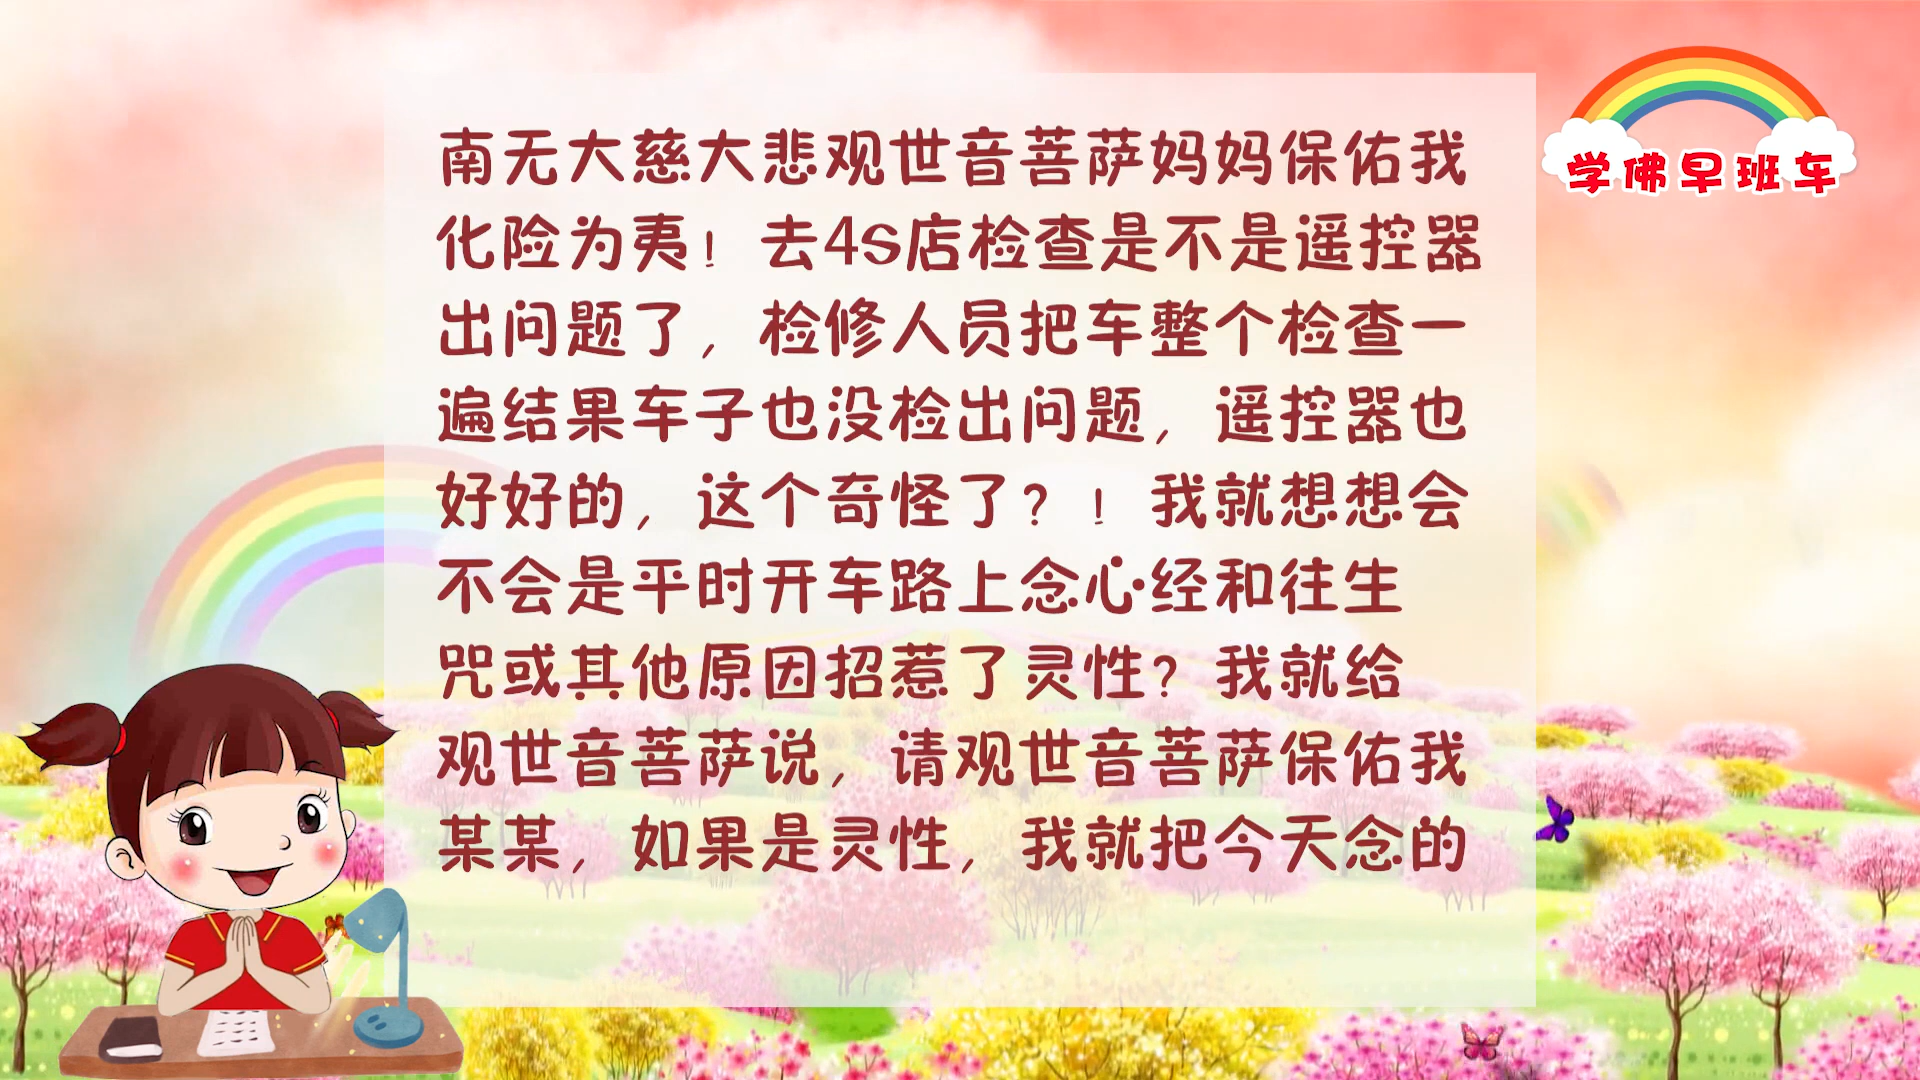 南无大慈大悲观世音菩萨妈妈保佑我
化险为夷！去4S店检查是不是遥控器
出问题了，检修人员把车整个检查一
遍结果车子也没检出问题，遥控器也
好好的，这个奇怪了？！我就想想会
不会是平时开车路上念心经和往生
咒或其他原因招惹了灵性？我就给
观世音菩萨说，请观世音菩萨保佑我
某某，如果是灵性，我就把今天念的
学佛早班车